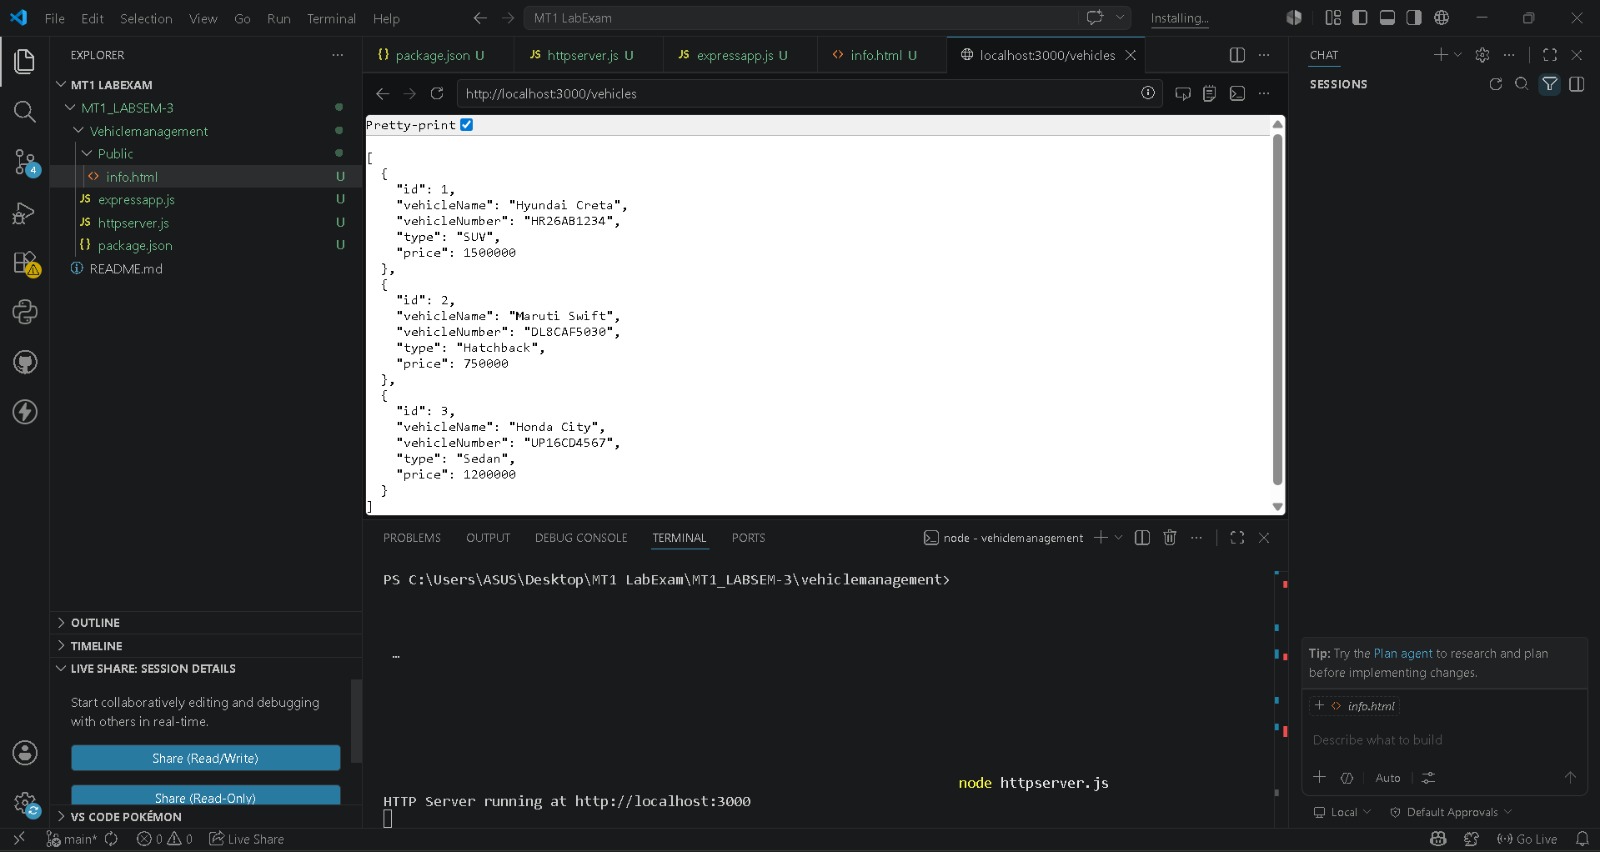 File Edit Selection View Go Run Terminal Help
MT1 LabExam
Installing...
EXPLORER
MT1 LABEXAM
MT1_LABSEM-3
Vehiclemanagement
Public
info.html U
expressapp.js U
httpserver.js U
package.json U
README.md
OUTLINE
TIMELINE
LIVE SHARE: SESSION DETAILS
Start collaboratively editing and debugging
with others in real-time.
Share (Read/Write)
Share (Read-Only)
VS CODE POKÉMON
package.json U httpserver.js U expressapp.js U info.html U localhost:3000/vehicles
http://localhost:3000/vehicles
Pretty-print
[
{
"id": 1,
"vehicleName": "Hyundai Creta",
"vehicleNumber": "HR26AB1234",
"type": "SUV",
"price": 1500000
},
{
"id": 2,
"vehicleName": "Maruti Swift",
"vehicleNumber": "DL8CAF5030",
"type": "Hatchback",
"price": 750000
},
{
"id": 3,
"vehicleName": "Honda City",
"vehicleNumber": "UP16CD4567",
"type": "Sedan",
"price": 1200000
}
]
PROBLEMS OUTPUT DEBUG CONSOLE TERMINAL PORTS
node - vehiclemanagement
PS C:\Users\ASUS\Desktop\MT1 LabExam\MT1_LABSEM-3\vehiclemanagement>
…
node httpserver.js
HTTP Server running at http://localhost:3000
CHAT
SESSIONS
Tip: Try the Plan agent to research and plan
before implementing changes.
info.html
Describe what to build
Auto
Local Default Approvals
4
main* 0 0 Live Share
Go Live